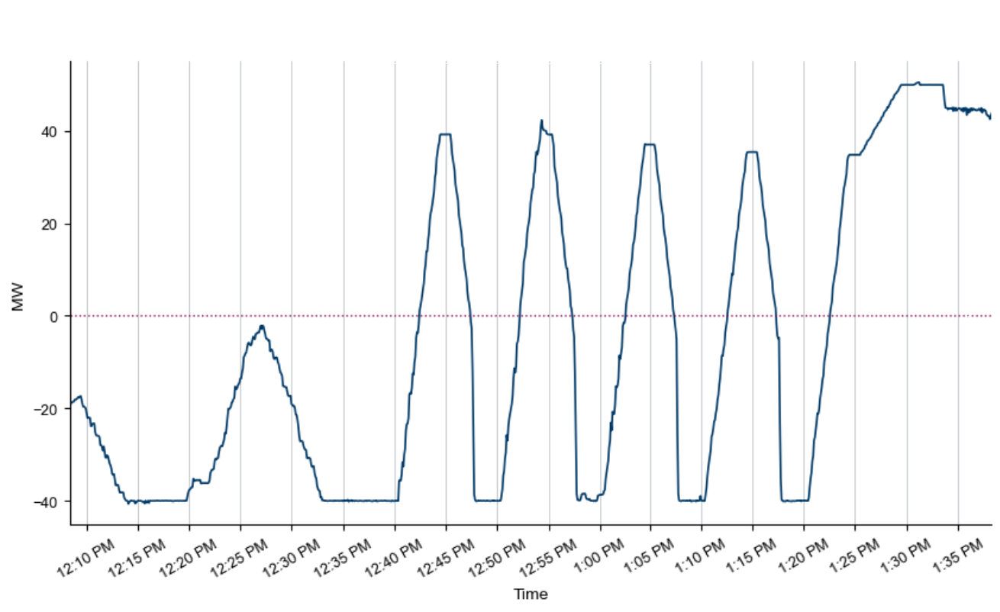 40
20
0
−20
−40
MW
12:10 PM
12:15 PM
12:20 PM
12:25 PM
12:30 PM
12:35 PM
12:40 PM
12:45 PM
12:50 PM
12:55 PM
1:00 PM
1:05 PM
1:10 PM
1:15 PM
1:20 PM
1:25 PM
1:30 PM
1:35 PM
Time